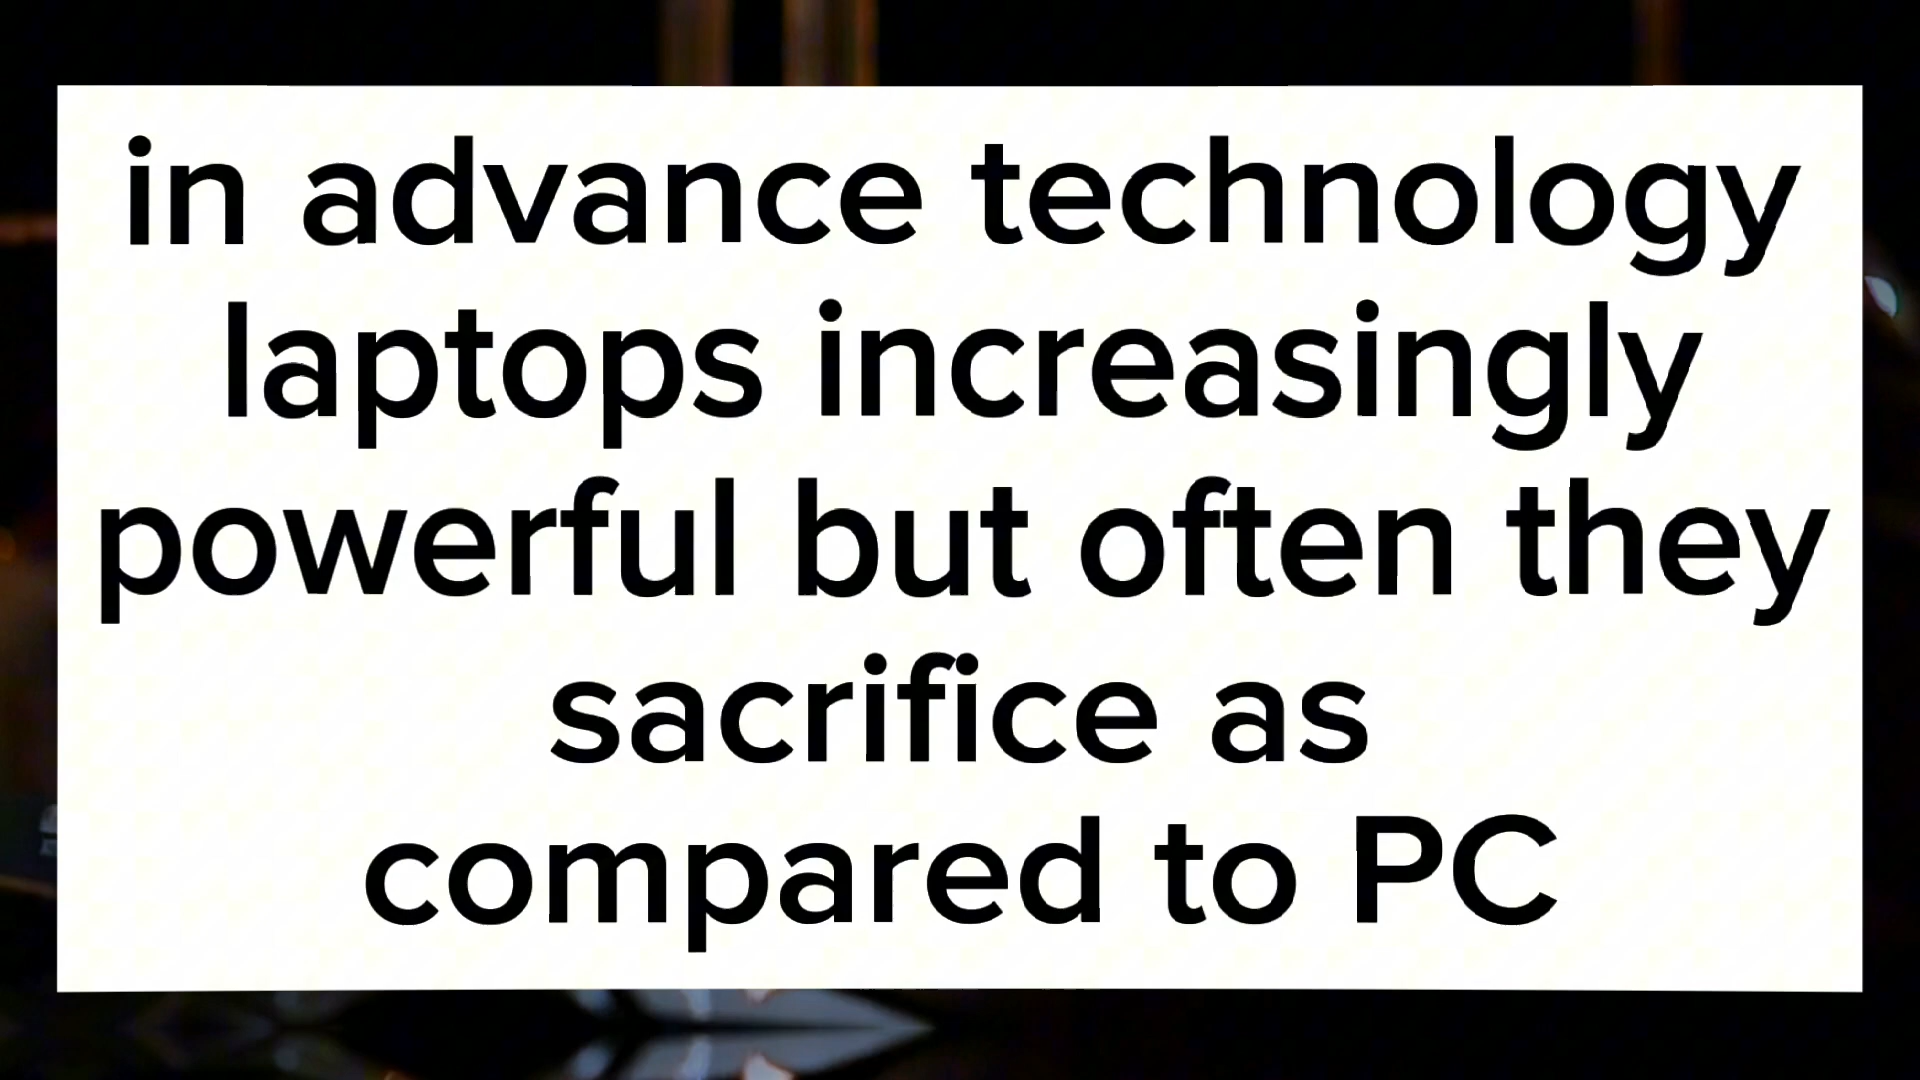 in advance technology
laptops increasingly
powerful but often they
sacrifice as
compared to PC